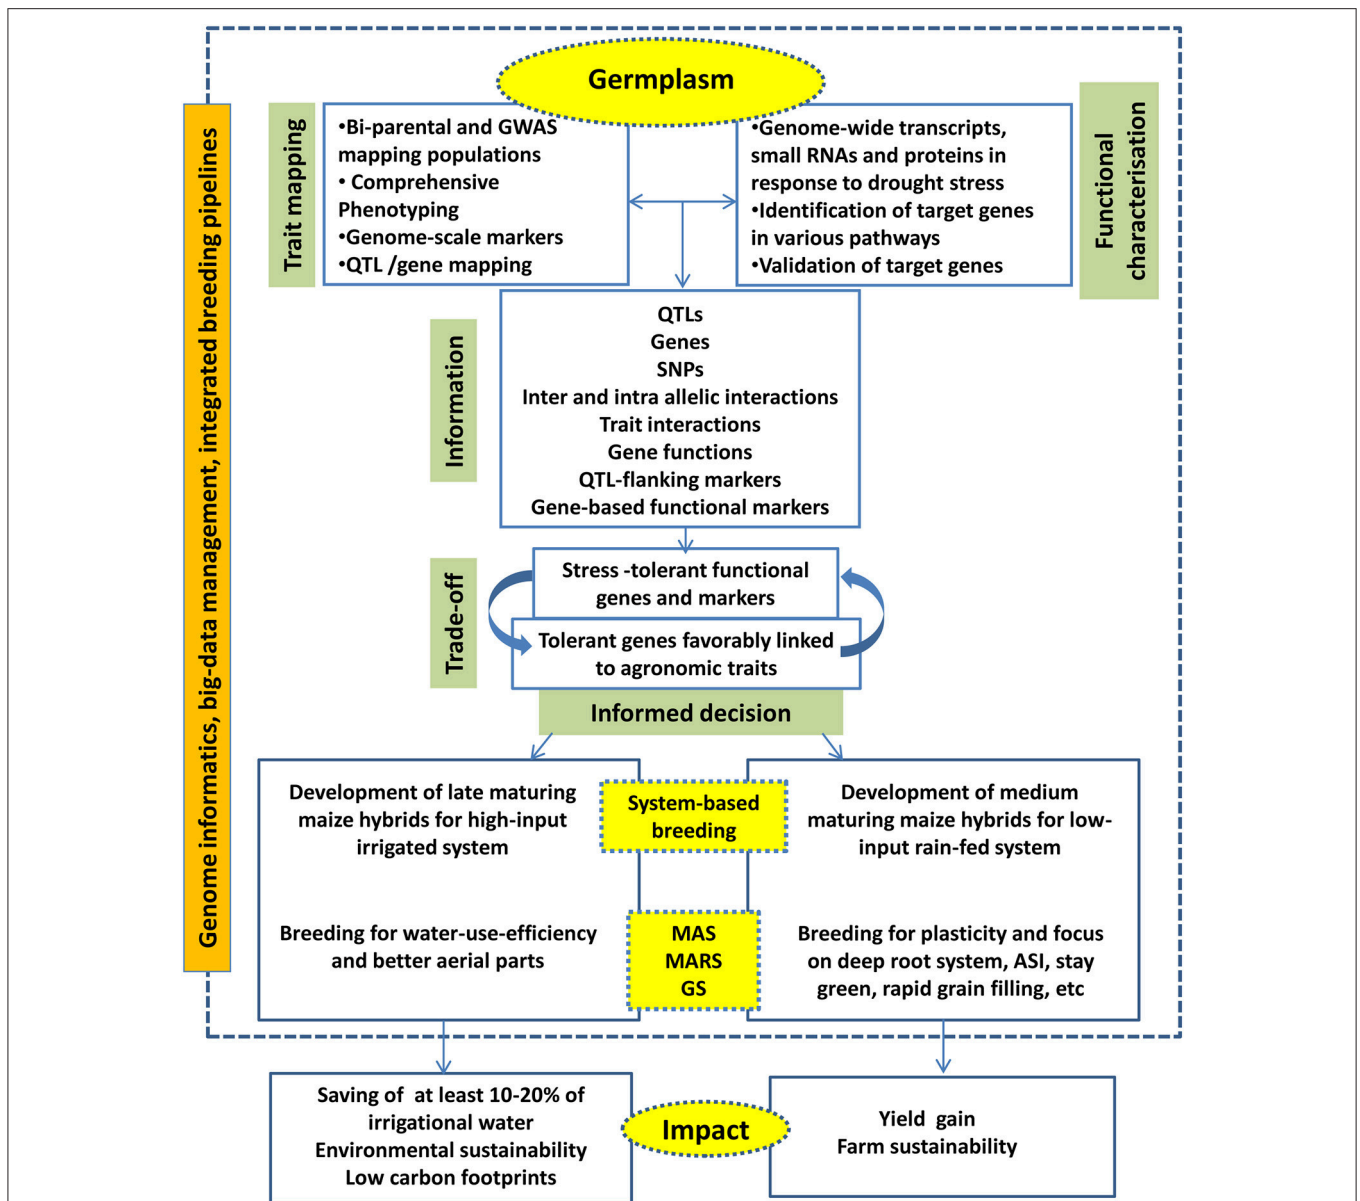 Germplasm
Genome informatics, big-data management, integrated breeding pipelines
Trait mapping
•Bi-parental and GWAS
mapping populations
• Comprehensive
Phenotyping
•Genome-scale markers
•QTL /gene mapping
•Genome-wide transcripts,
small RNAs and proteins in
response to drought stress
•Identification of target genes
in various pathways
•Validation of target genes
Functional
characterisation
Information
QTLs
Genes
SNPs
Inter and intra allelic interactions
Trait interactions
Gene functions
QTL-flanking markers
Gene-based functional markers
Trade-off
Stress -tolerant functional
genes and markers
Tolerant genes favorably linked
to agronomic traits
Informed decision
Development of late maturing
maize hybrids for high-input
irrigated system
Breeding for water-use-efficiency
and better aerial parts
System-based
breeding
MAS
MARS
GS
Development of medium
maturing maize hybrids for low-
input rain-fed system
Breeding for plasticity and focus
on deep root system, ASI, stay
green, rapid grain filling, etc
Saving of at least 10-20% of
irrigational water
Environmental sustainability
Low carbon footprints
Impact
Yield gain
Farm sustainability